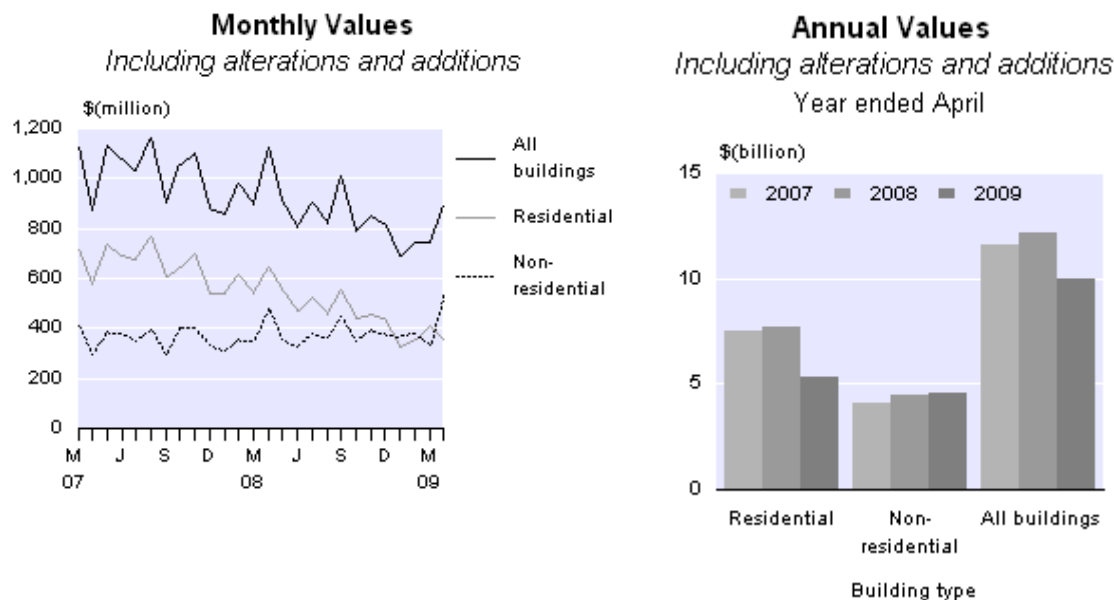 Monthly Values
Including alterations and additions
$(million)
1,200
1,000
800
600
400
200
0
M J S D M J S D M
07 08 09
All
buildings
Residential
Non-
residential
Annual Values
Including alterations and additions
Year ended April
$(billion)
15
10
5
0
2007 2008 2009
Residential Non- All buildings
residential
Building type